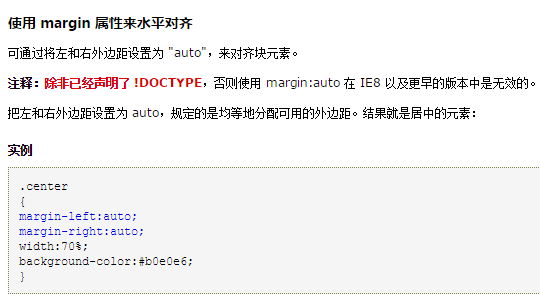 使用 margin 属性来水平对齐
可通过将左和右外边距设置为 "auto"，来对齐块元素。
注释：除非已经声明了 !DOCTYPE，否则使用 margin:auto 在 IE8 以及更早的版本中是无效的。
把左和右外边距设置为 auto，规定的是均等地分配可用的外边距。结果就是居中的元素：
实例
.center
{
margin-left:auto;
margin-right:auto;
width:70%;
background-color:#b0e0e6;
}